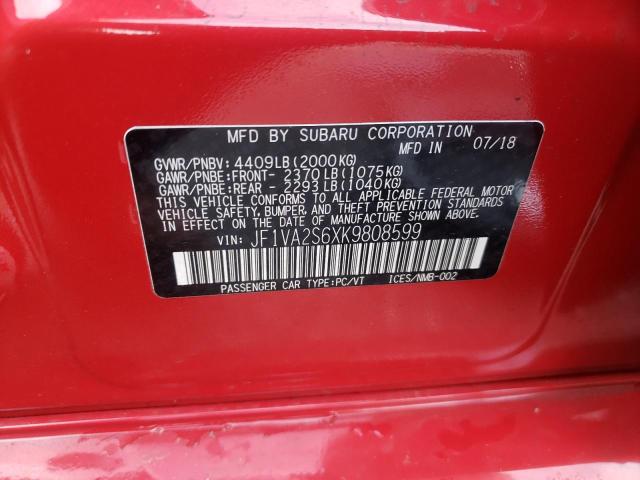 MFD BY SUBARU CORPORATION
MFD IN 07/18
GVWR/PNBV: 4409LB(2000KG)
GAWR/PNBE:FRONT- 2370LB(1075KG)
GAWR/PNBE:REAR - 2293LB(1040KG)
THIS VEHICLE CONFORMS TO ALL APPLICABLE FEDERAL MOTOR
VEHICLE SAFETY, BUMPER, AND THEFT PREVENTION STANDARDS
IN EFFECT ON THE DATE OF MANUFACTURE SHOWN ABOVE.
VIN: JF1VA2S6XK9808599
PASSENGER CAR TYPE:PC/VT ICES/NMB-002